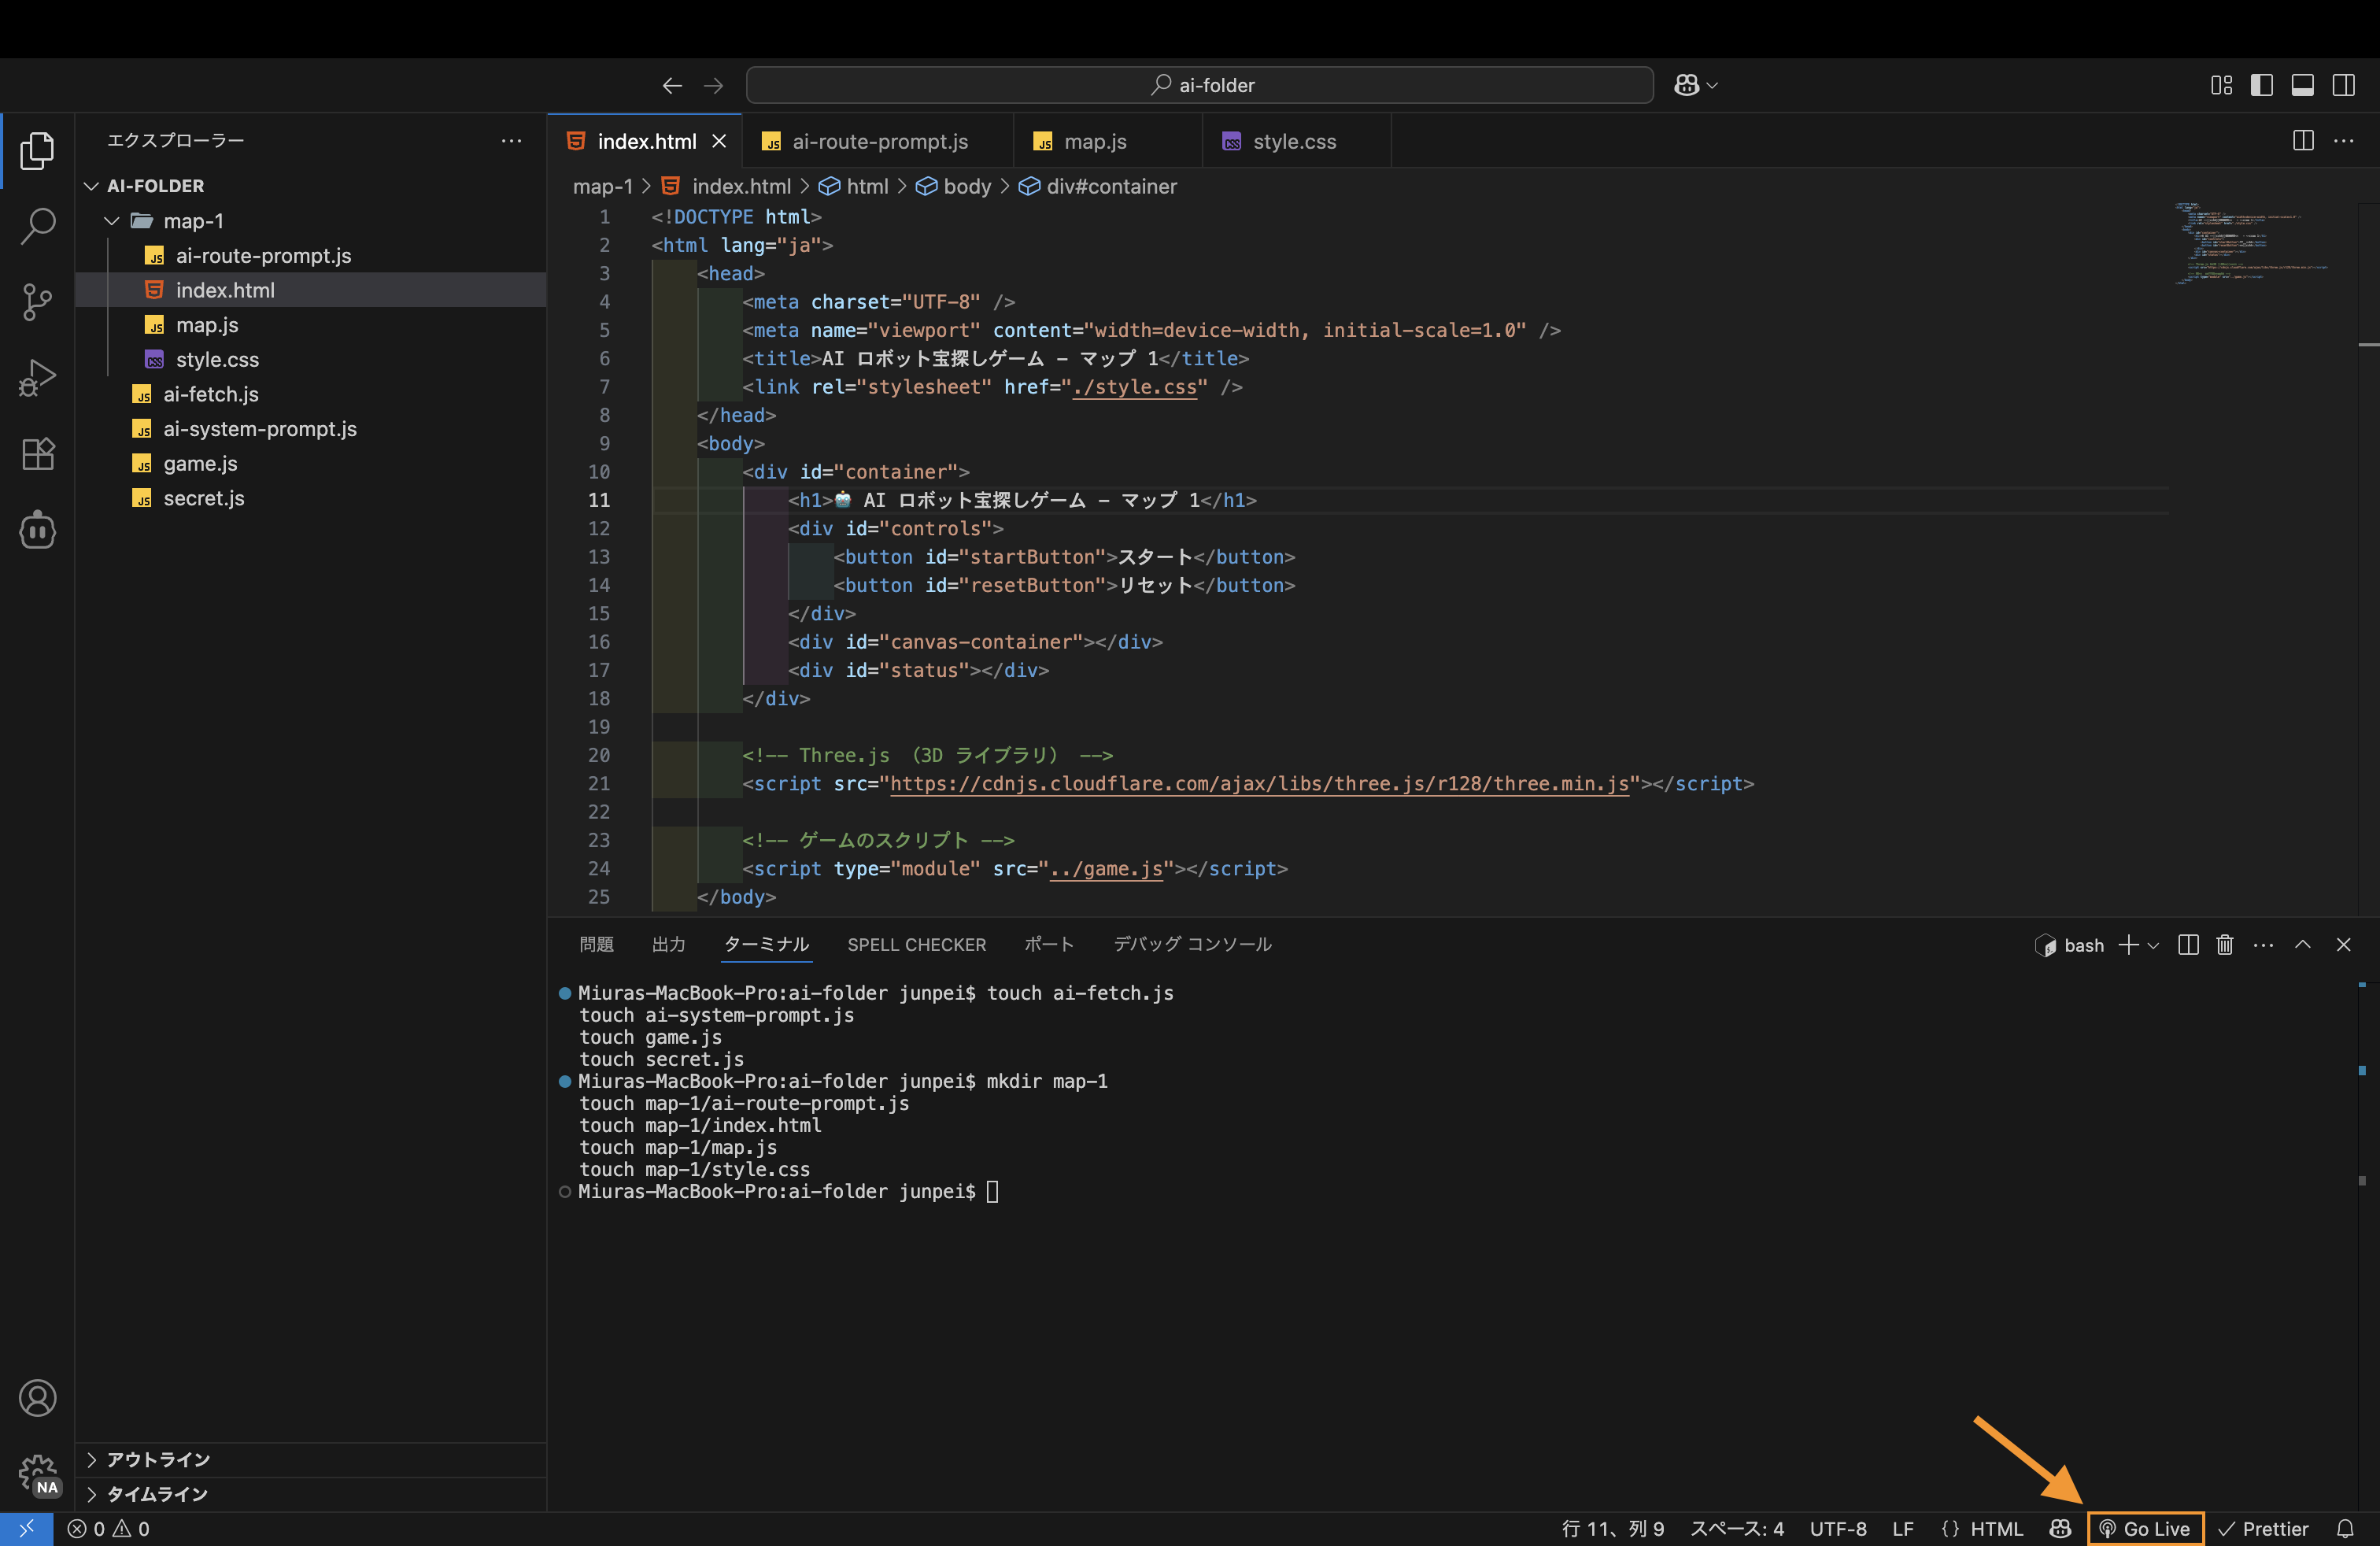 ai-folder
エクスプローラー
AI-FOLDER
map-1
ai-route-prompt.js
index.html
map.js
style.css
ai-fetch.js
ai-system-prompt.js
game.js
secret.js
アウトライン
タイムライン
index.html
ai-route-prompt.js
map.js
style.css
map-1 > index.html > html > body > div#container
1 <!DOCTYPE html>
2 <html lang="ja">
3 <head>
4 <meta charset="UTF-8" />
5 <meta name="viewport" content="width=device-width, initial-scale=1.0" />
6 <title>AI ロボット宝探しゲーム - マップ 1</title>
7 <link rel="stylesheet" href="./style.css" />
8 </head>
9 <body>
10 <div id="container">
11 <h1>🤖 AI ロボット宝探しゲーム - マップ 1</h1>
12 <div id="controls">
13 <button id="startButton">スタート</button>
14 <button id="resetButton">リセット</button>
15 </div>
16 <div id="canvas-container"></div>
17 <div id="status"></div>
18 </div>
19
20 <!-- Three.js （3D ライブラリ） -->
21 <script src="https://cdnjs.cloudflare.com/ajax/libs/three.js/r128/three.min.js"></script>
22
23 <!-- ゲームのスクリプト -->
24 <script type="module" src="../game.js"></script>
25 </body>
問題 出力 ターミナル SPELL CHECKER ポート デバッグ コンソール bash
Miuras-MacBook-Pro:ai-folder junpei$ touch ai-fetch.js
touch ai-system-prompt.js
touch game.js
touch secret.js
Miuras-MacBook-Pro:ai-folder junpei$ mkdir map-1
touch map-1/ai-route-prompt.js
touch map-1/index.html
touch map-1/map.js
touch map-1/style.css
Miuras-MacBook-Pro:ai-folder junpei$
NA
0 0 行 11、列 9 スペース: 4 UTF-8 LF {} HTML Go Live Prettier